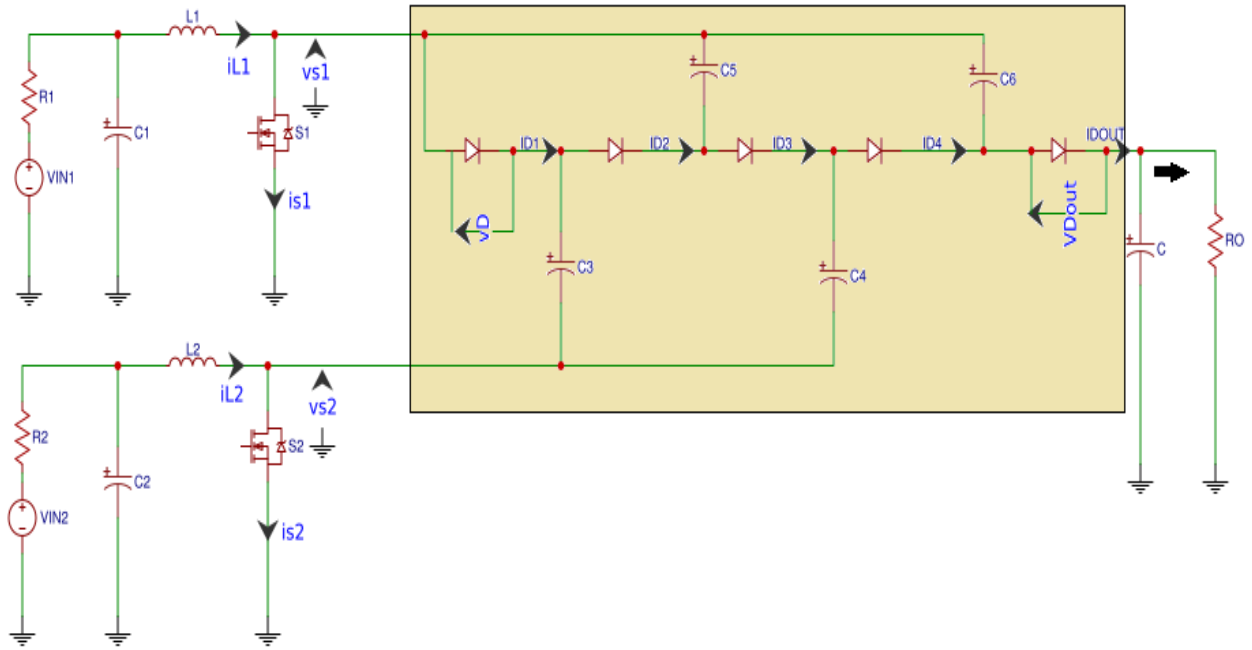 L1
iL1
vs1
R1
C1
S1
VIN1
is1
C5
C6
ID1
ID2
ID3
ID4
IDOUT
vD
VDout
C3
C4
C
RO
L2
iL2
vs2
R2
C2
S2
VIN2
is2